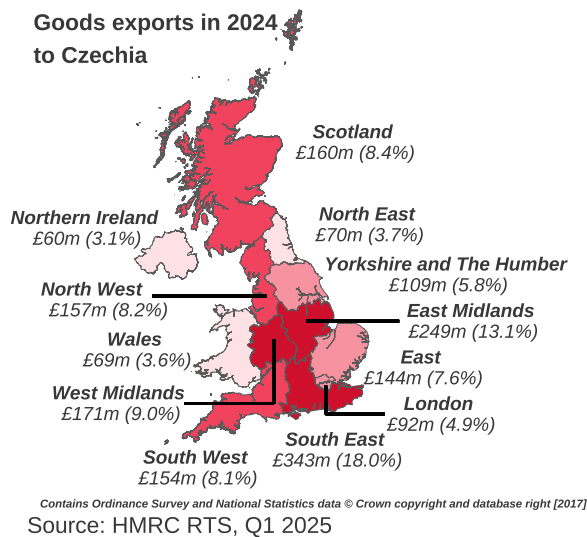 Goods exports in 2024
to Czechia
Scotland
£160m (8.4%)
Northern Ireland
£60m (3.1%)
North East
£70m (3.7%)
Yorkshire and The Humber
£109m (5.8%)
North West
£157m (8.2%)
East Midlands
£249m (13.1%)
Wales
£69m (3.6%)
East
£144m (7.6%)
West Midlands
£171m (9.0%)
London
£92m (4.9%)
South East
£343m (18.0%)
South West
£154m (8.1%)
Contains Ordinance Survey and National Statistics data © Crown copyright and database right [2017]
Source: HMRC RTS, Q1 2025